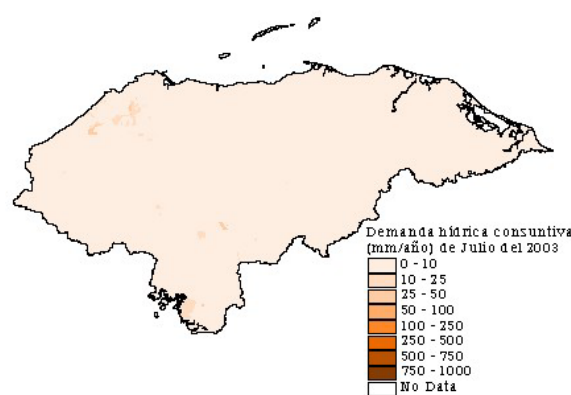 Demanda hídrica consuntiva
(mm/año) de Julio del 2003
0 - 10
10 - 25
25 - 50
50 - 100
100 - 250
250 - 500
500 - 750
750 - 1000
No Data